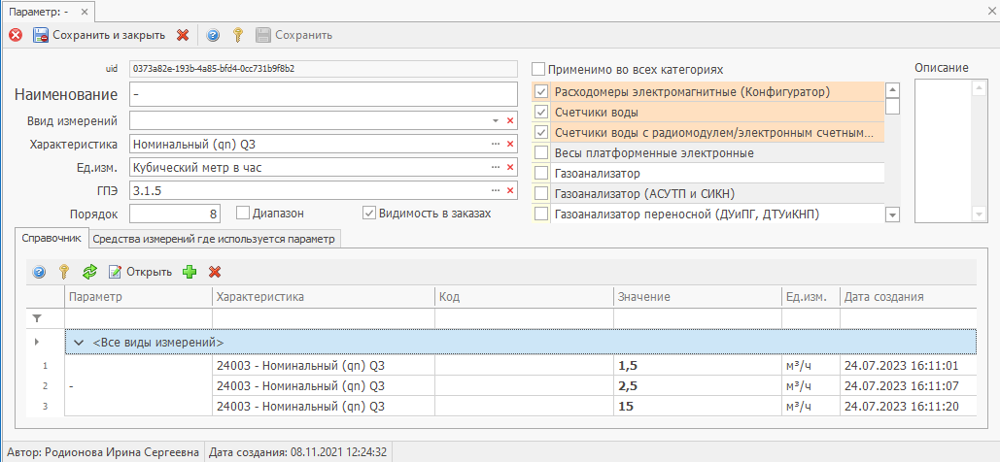 Параметр: -
Сохранить и закрыть
Сохранить
uid 0373a82e-193b-4a85-bfd4-0cc731b9f8b2
Наименование -
Ввид измерений
Характеристика Номинальный (qn) Q3
Ед.изм. Кубический метр в час
ГПЭ 3.1.5
Порядок 8 Диапазон Видимость в заказах
Применимо во всех категориях
Расходомеры электромагнитные (Конфигуратор)
Счетчики воды
Счетчики воды с радиомодулем/электронным счетным...
Весы платформенные электронные
Газоанализатор
Газоанализатор (АСУТП и СИКН)
Газоанализатор переносной (ДУиПГ, ДТУиКНП)
Описание
Справочник Средства измерений где используется параметр
Открыть
Параметр Характеристика Код Значение Ед.изм. Дата создания
<Все виды измерений>
1 24003 - Номинальный (qn) Q3 1,5 м³/ч 24.07.2023 16:11:01
2 - 24003 - Номинальный (qn) Q3 2,5 м³/ч 24.07.2023 16:11:07
3 24003 - Номинальный (qn) Q3 15 м³/ч 24.07.2023 16:11:20
Автор: Родионова Ирина Сергеевна Дата создания: 08.11.2021 12:24:32